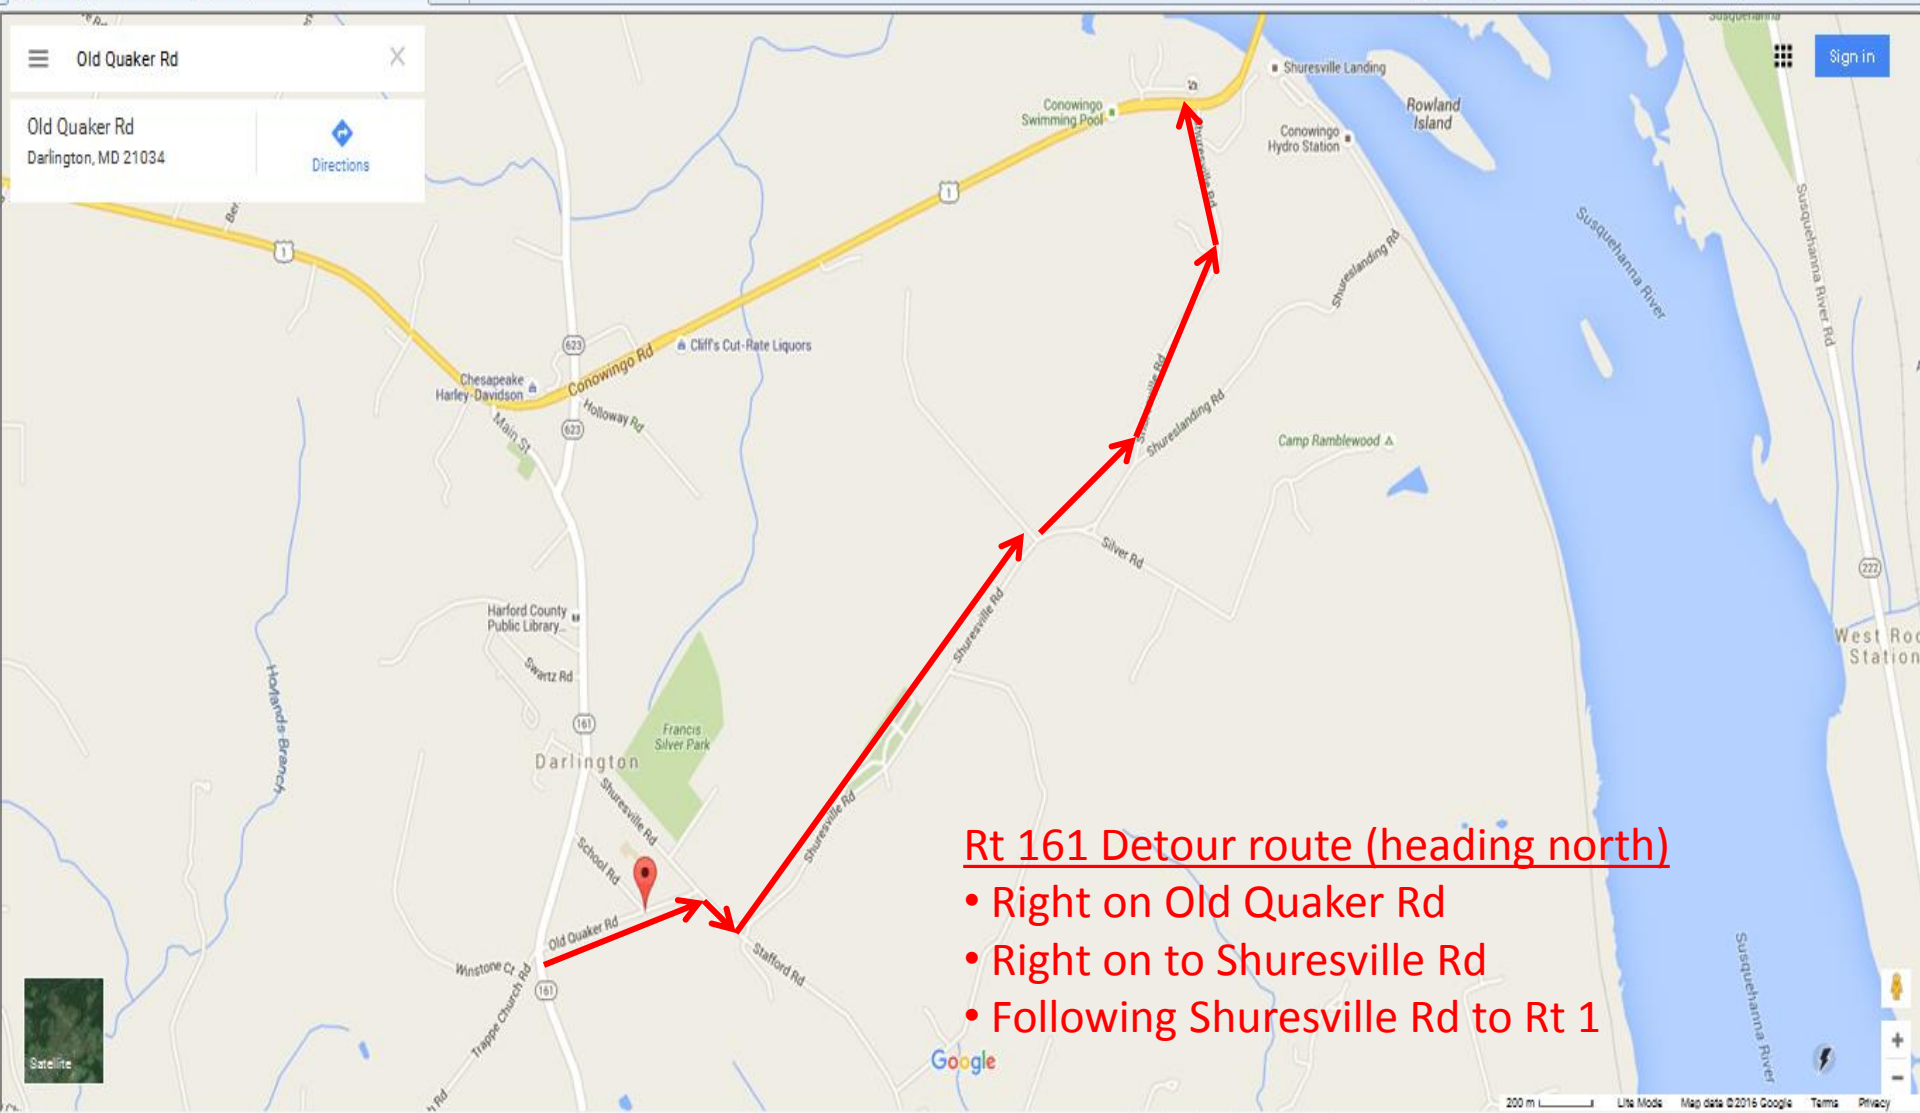 Old Quaker Rd
Sign in
Old Quaker Rd
Darlington, MD 21034
Directions
Shuresville Landing
Rowland
Island
Conowingo
Swimming Pool
Conowingo
Hydro Station
1
1
Shuresville Rd
Shureslanding Rd
Susquehanna River
Susquehanna River Rd
623
Cliff's Cut-Rate Liquors
Conowingo Rd
Chesapeake
Harley-Davidson
Holloway Rd
Main St
623
Shureslanding Rd
Camp Ramblewood
Silver Rd
222
Harford County
Public Library...
Shuresville Rd
West Roc
Station
Swartz Rd
Hollands Branch
161
Francis
Silver Park
Darlington
Shuresville Rd
Shuresville Rd
School Rd
Old Quaker Rd
Stafford Rd
Winstone Ct
161
Trappe Church Rd
Rd
Susquehanna River
Rt 161 Detour route (heading north)
• Right on Old Quaker Rd
• Right on to Shuresville Rd
• Following Shuresville Rd to Rt 1
Satellite
Google
+
−
200 m
Lite Mode Map data ©2016 Google Terms Privacy